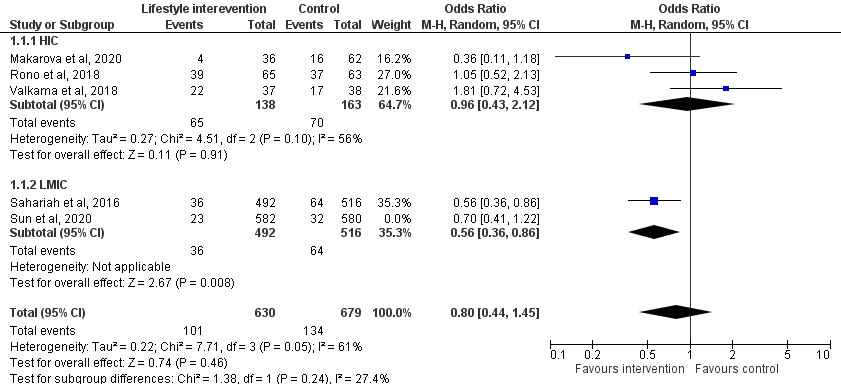 Lifestyle interevention Control Odds Ratio Odds Ratio
Study or Subgroup Events Total Events Total Weight M-H, Random, 95% CI M-H, Random, 95% CI
1.1.1 HIC
Makarova et al, 2020 4 36 16 62 16.2% 0.36 [0.11, 1.18]
Rono et al, 2018 39 65 37 63 27.0% 1.05 [0.52, 2.13]
Valkama et al, 2018 22 37 17 38 21.6% 1.81 [0.72, 4.53]
Subtotal (95% CI) 138 163 64.7% 0.96 [0.43, 2.12]
Total events 65 70
Heterogeneity: Tau² = 0.27; Chi² = 4.51, df = 2 (P = 0.10); I² = 56%
Test for overall effect: Z = 0.11 (P = 0.91)
1.1.2 LMIC
Sahariah et al, 2016 36 492 64 516 35.3% 0.56 [0.36, 0.86]
Sun et al, 2020 23 582 32 580 0.0% 0.70 [0.41, 1.22]
Subtotal (95% CI) 492 516 35.3% 0.56 [0.36, 0.86]
Total events 36 64
Heterogeneity: Not applicable
Test for overall effect: Z = 2.67 (P = 0.008)
Total (95% CI) 630 679 100.0% 0.80 [0.44, 1.45]
Total events 101 134
Heterogeneity: Tau² = 0.22; Chi² = 7.71, df = 3 (P = 0.05); I² = 61%
Test for overall effect: Z = 0.74 (P = 0.46)
Test for subgroup differences: Chi² = 1.38, df = 1 (P = 0.24), I² = 27.4%
0.1 0.2 0.5 1 2 5 10
Favours intervention Favours control